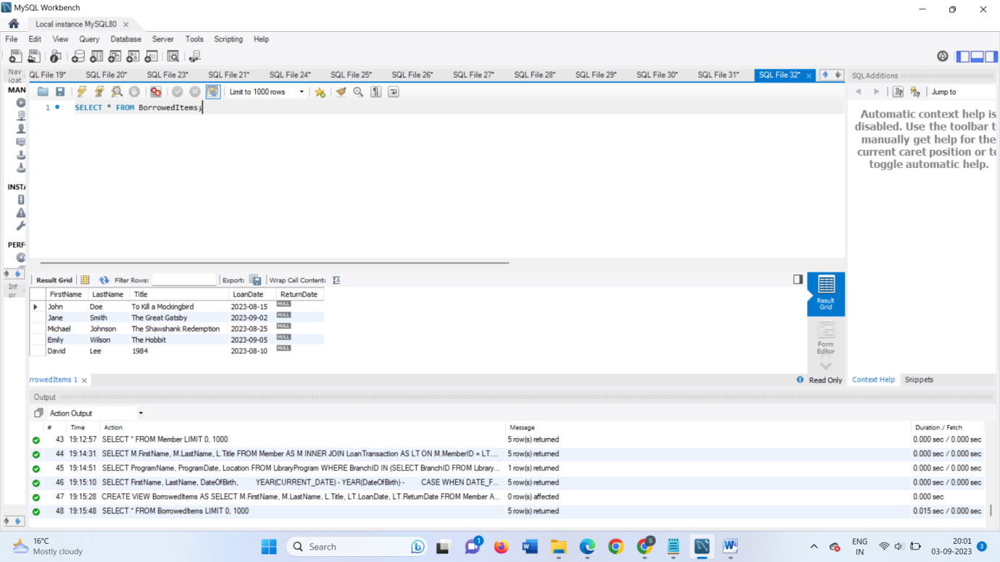 MySQL Workbench
Local instance MySQL80
File Edit View Query Database Server Tools Scripting Help
Nav
igat
QL File 19* SQL File 20* SQL File 23* SQL File 21* SQL File 24* SQL File 25* SQL File 26* SQL File 27* SQL File 28* SQL File 29* SQL File 30* SQL File 31* SQL File 32*
SQLAdditions
MAN
Limit to 1000 rows
Jump to
1 SELECT * FROM BorrowedItems;
Automatic context help is
disabled. Use the toolbar t
manually get help for the
current caret position or to
toggle automatic help.
INSTA
PERF
Int
or
Result Grid Filter Rows: Export: Wrap Cell Content:
FirstName LastName Title LoanDate ReturnDate
John Doe To Kill a Mockingbird 2023-08-15 NULL
Jane Smith The Great Gatsby 2023-09-02 NULL
Michael Johnson The Shawshank Redemption 2023-08-25 NULL
Emily Wilson The Hobbit 2023-09-05 NULL
David Lee 1984 2023-08-10 NULL
Result
Grid
Form
Editor
rrowedItems 1
Read Only
Context Help Snippets
Output
Action Output
# Time Action Message Duration / Fetch
43 19:12:57 SELECT * FROM Member LIMIT 0, 1000 5 row(s) returned 0.000 sec / 0.000 sec
44 19:14:31 SELECT M.FirstName, M.LastName, L.Title FROM Member AS M INNER JOIN LoanTransaction AS LT ON M.MemberID = LT.... 5 row(s) returned 0.000 sec / 0.000 sec
45 19:14:51 SELECT ProgramName, ProgramDate, Location FROM LibraryProgram WHERE BranchID IN (SELECT BranchID FROM Library... 1 row(s) returned 0.000 sec / 0.000 sec
46 19:15:10 SELECT FirstName, LastName, DateOfBirth, YEAR(CURRENT_DATE) - YEAR(DateOfBirth) - CASE WHEN DATE_F... 5 row(s) returned 0.000 sec / 0.000 sec
47 19:15:28 CREATE VIEW BorrowedItems AS SELECT M.FirstName, M.LastName, L.Title, LT.LoanDate, LT.ReturnDate FROM Member A... 0 row(s) affected 0.000 sec
48 19:15:48 SELECT * FROM BorrowedItems LIMIT 0, 1000 5 row(s) returned 0.015 sec / 0.000 sec
16°C
Mostly cloudy
Search
1
S
ENG
IN
20:01
03-09-2023
3